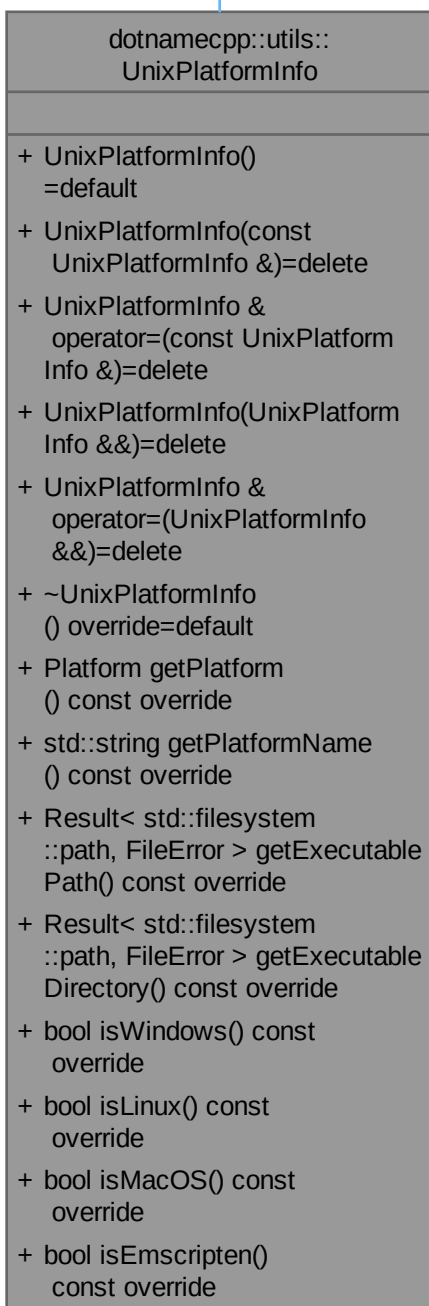 dotnamecpp::utils::
UnixPlatformInfo
+ UnixPlatformInfo()
=default
+ UnixPlatformInfo(const
UnixPlatformInfo &)=delete
+ UnixPlatformInfo &
operator=(const UnixPlatform
Info &)=delete
+ UnixPlatformInfo(UnixPlatform
Info &&)=delete
+ UnixPlatformInfo &
operator=(UnixPlatformInfo
&&)=delete
+ ~UnixPlatformInfo
() override=default
+ Platform getPlatform
() const override
+ std::string getPlatformName
() const override
+ Result< std::filesystem
::path, FileError > getExecutable
Path() const override
+ Result< std::filesystem
::path, FileError > getExecutable
Directory() const override
+ bool isWindows() const
override
+ bool isLinux() const
override
+ bool isMacOS() const
override
+ bool isEmscripten()
const override